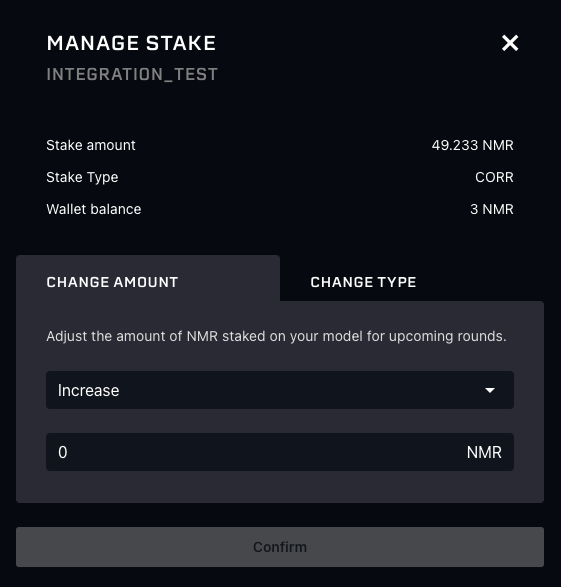 MANAGE STAKE
INTEGRATION_TEST
Stake amount 49.233 NMR
Stake Type CORR
Wallet balance 3 NMR
CHANGE AMOUNT CHANGE TYPE
Adjust the amount of NMR staked on your model for upcoming rounds.
Increase
0 NMR
Confirm